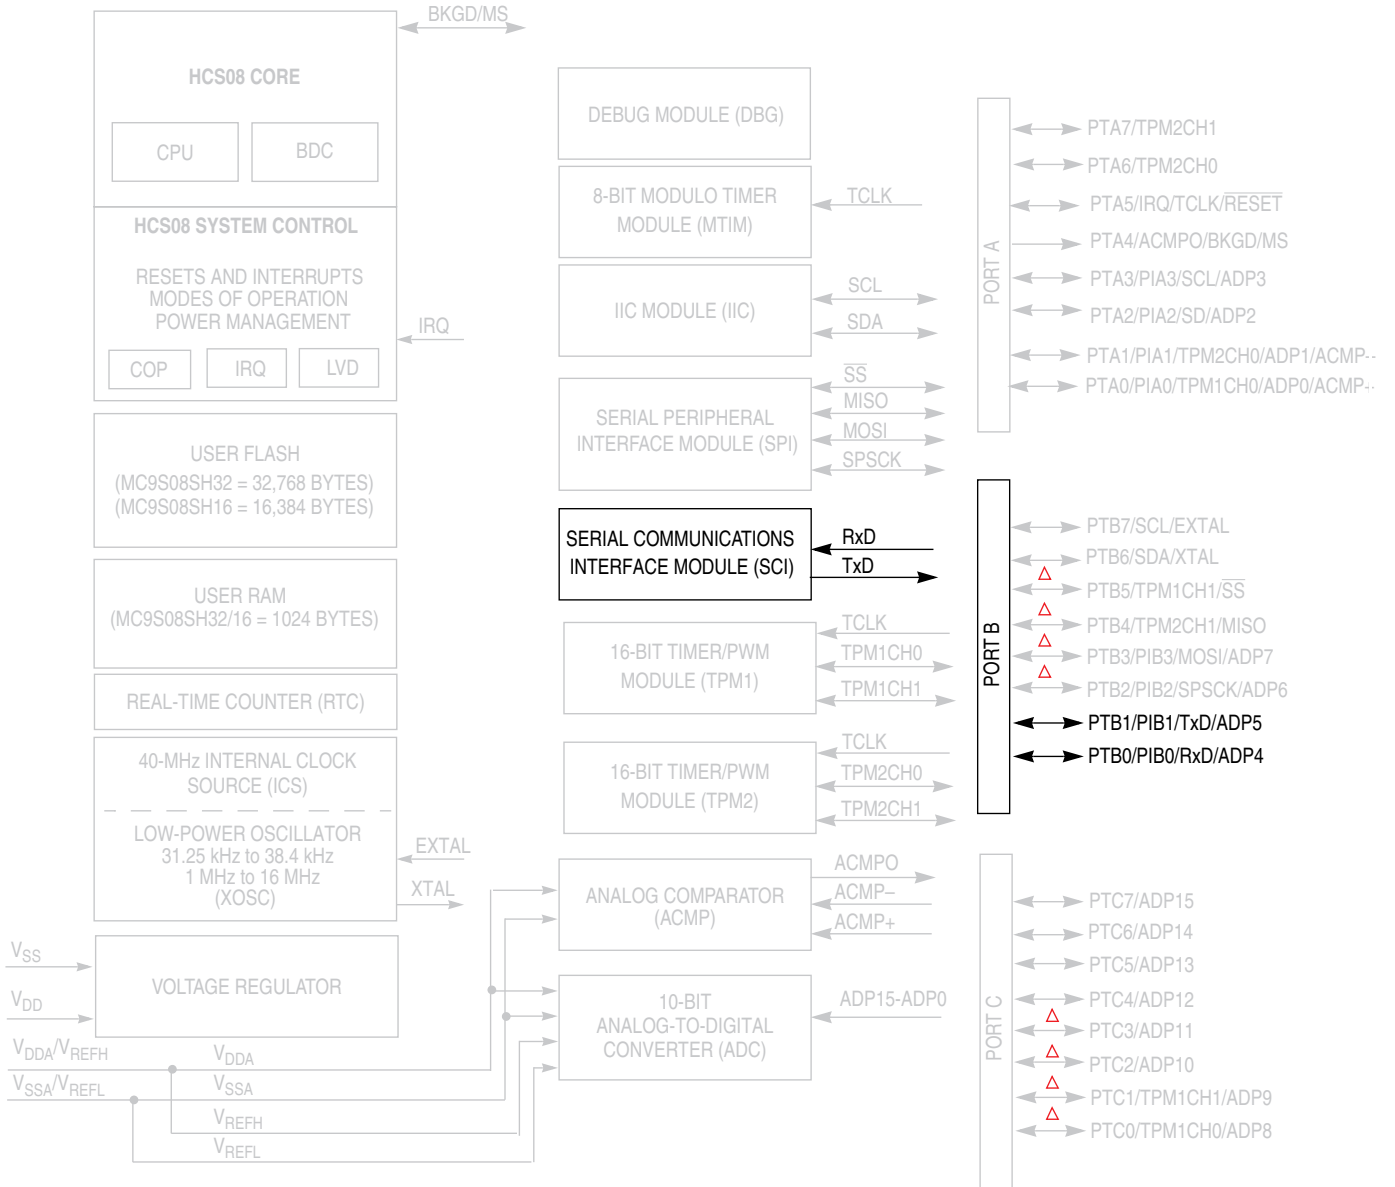 BKGD/MS
HCS08 CORE
CPU
BDC
HCS08 SYSTEM CONTROL
RESETS AND INTERRUPTS
MODES OF OPERATION
POWER MANAGEMENT
COP
IRQ
LVD
IRQ
USER FLASH
(MC9S08SH32 = 32,768 BYTES)
(MC9S08SH16 = 16,384 BYTES)
USER RAM
(MC9S08SH32/16 = 1024 BYTES)
REAL-TIME COUNTER (RTC)
40-MHz INTERNAL CLOCK
SOURCE (ICS)
LOW-POWER OSCILLATOR
31.25 kHz to 38.4 kHz
1 MHz to 16 MHz
(XOSC)
EXTAL
XTAL
VSS
VDD
VOLTAGE REGULATOR
VDDA/VREFH
VSSA/VREFL
VDDA
VSSA
VREFH
VREFL
DEBUG MODULE (DBG)
8-BIT MODULO TIMER
MODULE (MTIM)
TCLK
IIC MODULE (IIC)
SCL
SDA
SERIAL PERIPHERAL
INTERFACE MODULE (SPI)
SS
MISO
MOSI
SPSCK
SERIAL COMMUNICATIONS
INTERFACE MODULE (SCI)
RxD
TxD
16-BIT TIMER/PWM
MODULE (TPM1)
TCLK
TPM1CH0
TPM1CH1
16-BIT TIMER/PWM
MODULE (TPM2)
TCLK
TPM2CH0
TPM2CH1
ANALOG COMPARATOR
(ACMP)
ACMPO
ACMP–
ACMP+
10-BIT
ANALOG-TO-DIGITAL
CONVERTER (ADC)
ADP15-ADP0
PORT A
PTA7/TPM2CH1
PTA6/TPM2CH0
PTA5/IRQ/TCLK/RESET
PTA4/ACMPO/BKGD/MS
PTA3/PIA3/SCL/ADP3
PTA2/PIA2/SD/ADP2
PTA1/PIA1/TPM2CH0/ADP1/ACMP-
PTA0/PIA0/TPM1CH0/ADP0/ACMP
PORT B
PTB7/SCL/EXTAL
PTB6/SDA/XTAL
PTB5/TPM1CH1/SS
PTB4/TPM2CH1/MISO
PTB3/PIB3/MOSI/ADP7
PTB2/PIB2/SPSCK/ADP6
PTB1/PIB1/TxD/ADP5
PTB0/PIB0/RxD/ADP4
PORT C
PTC7/ADP15
PTC6/ADP14
PTC5/ADP13
PTC4/ADP12
PTC3/ADP11
PTC2/ADP10
PTC1/TPM1CH1/ADP9
PTC0/TPM1CH0/ADP8